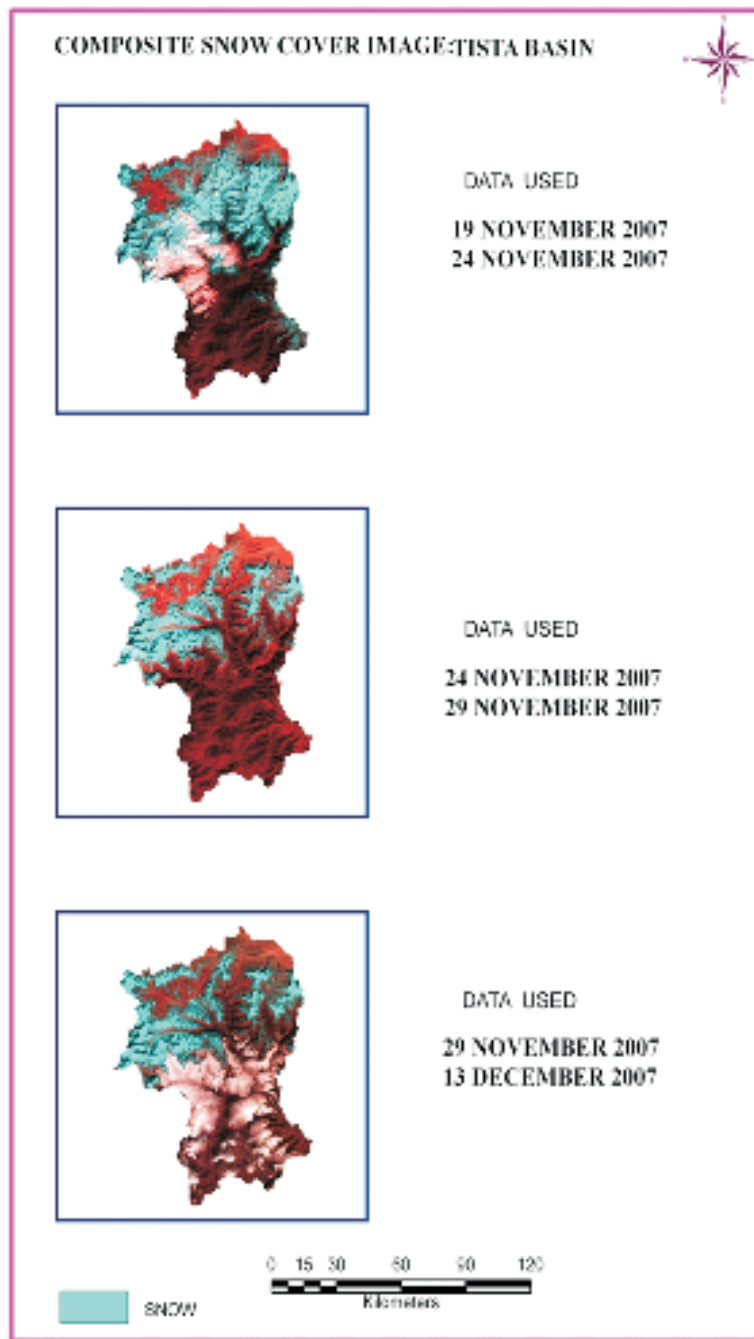 COMPOSITE SNOW COVER IMAGE:TISTA BASIN
DATA USED
19 NOVEMBER 2007
24 NOVEMBER 2007
DATA USED
24 NOVEMBER 2007
29 NOVEMBER 2007
DATA USED
29 NOVEMBER 2007
13 DECEMBER 2007
0 15 30 60 90 120
Kilometers
SNOW